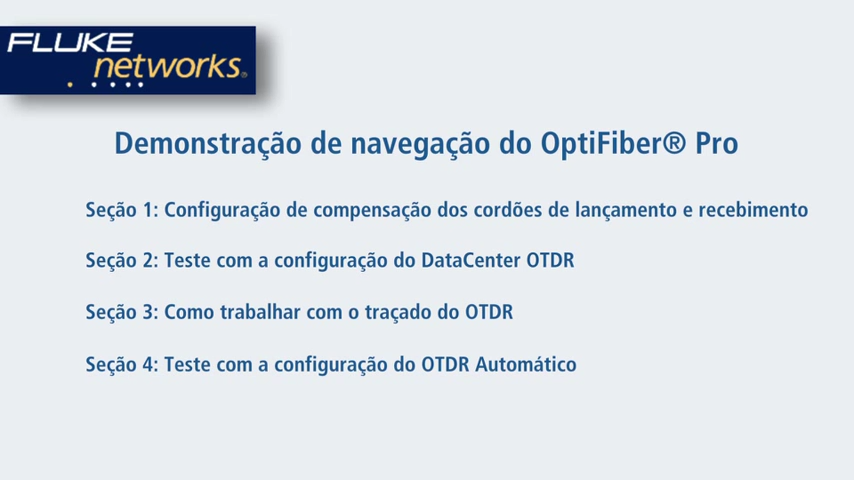 FLUKE
networks®
Demonstração de navegação do OptiFiber® Pro
Seção 1: Configuração de compensação dos cordões de lançamento e recebimento
Seção 2: Teste com a configuração do DataCenter OTDR
Seção 3: Como trabalhar com o traçado do OTDR
Seção 4: Teste com a configuração do OTDR Automático